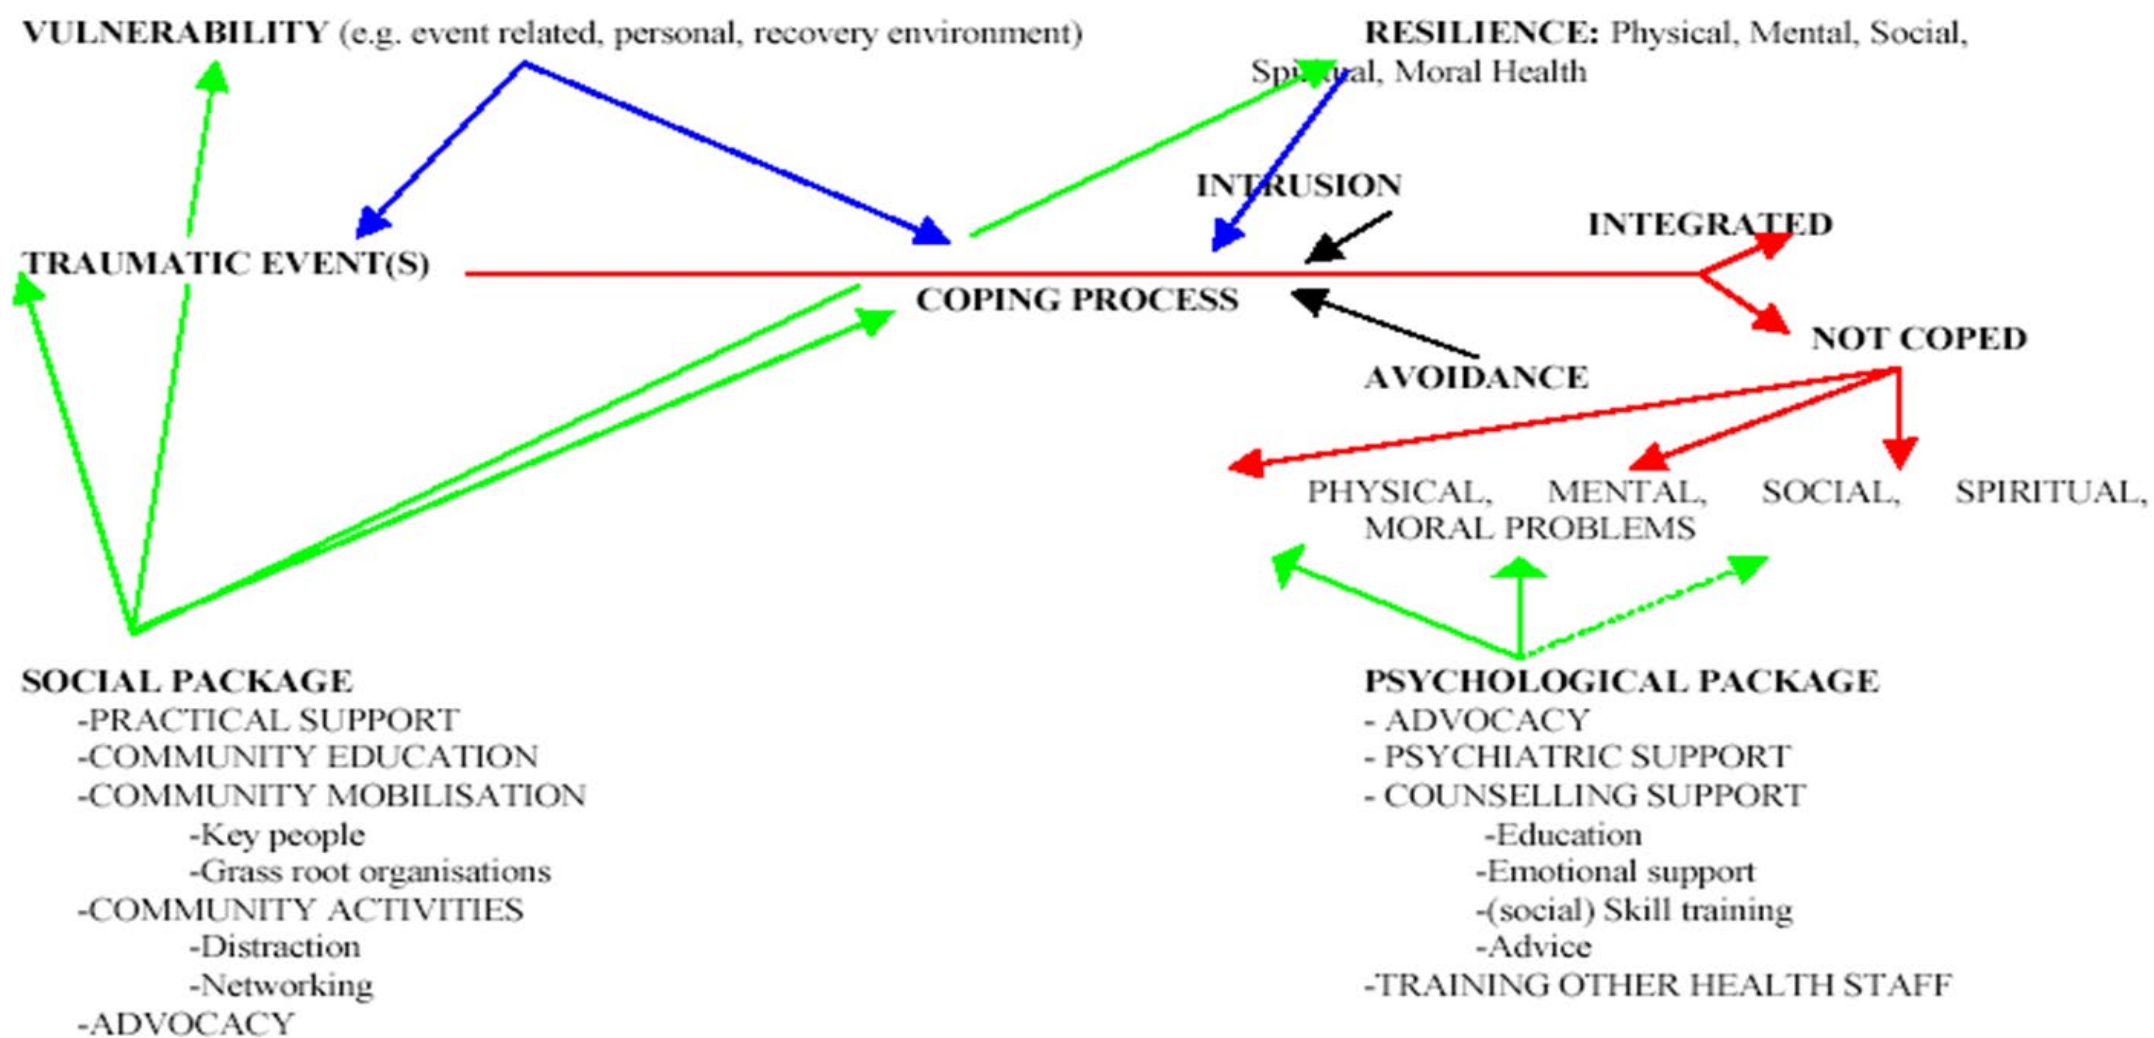 VULNERABILITY (e.g. event related, personal, recovery environment)
RESILIENCE: Physical, Mental, Social,
Spiritual, Moral Health
INTRUSION
INTEGRATED
TRAUMATIC EVENT(S)
COPING PROCESS
NOT COPED
AVOIDANCE
PHYSICAL, MENTAL, SOCIAL, SPIRITUAL,
MORAL PROBLEMS
SOCIAL PACKAGE
-PRACTICAL SUPPORT
-COMMUNITY EDUCATION
-COMMUNITY MOBILISATION
-Key people
-Grass root organisations
-COMMUNITY ACTIVITIES
-Distraction
-Networking
-ADVOCACY
PSYCHOLOGICAL PACKAGE
- ADVOCACY
- PSYCHIATRIC SUPPORT
- COUNSELLING SUPPORT
-Education
-Emotional support
-(social) Skill training
-Advice
-TRAINING OTHER HEALTH STAFF